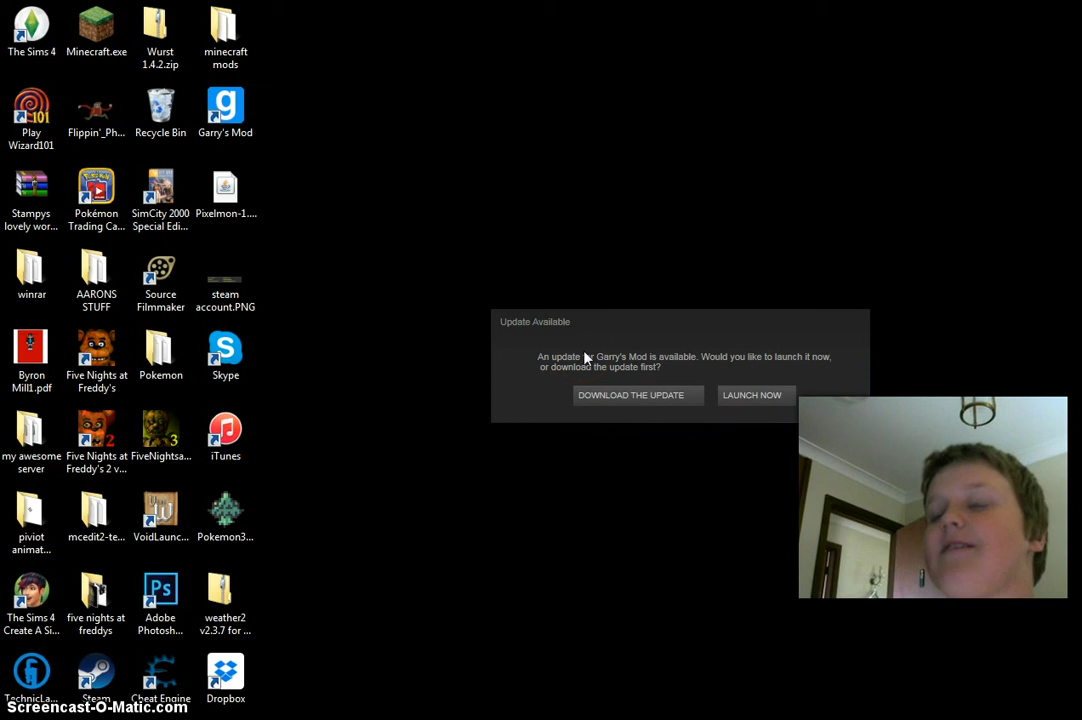 The Sims 4
Minecraft.exe
Wurst
1.4.2.zip
minecraft
mods
Play
Wizard101
Flippin'_Ph...
Recycle Bin
Garry's Mod
Stampys
lovely wor...
Pokémon
Trading Ca...
SimCity 2000
Special Edi...
Pixelmon-1....
winrar
AARONS
STUFF
Source
Filmmaker
steam
account.PNG
Byron
Mill1.pdf
Five Nights at
Freddy's
Pokemon
Skype
my awesome
server
Five Nights at
Freddy's 2 v...
FiveNightsa...
iTunes
piviot
animat...
mcedit2-te...
VoidLaunc...
Pokemon3...
The Sims 4
Create A Si...
five nights at
freddys
Adobe
Photosh...
weather2
v2.3.7 for ...
TechnicLa...
Steam
Cheat Engine
Dropbox
Update Available
An update for Garry's Mod is available. Would you like to launch it now,
or download the update first?
DOWNLOAD THE UPDATE
LAUNCH NOW
Screencast-O-Matic.com